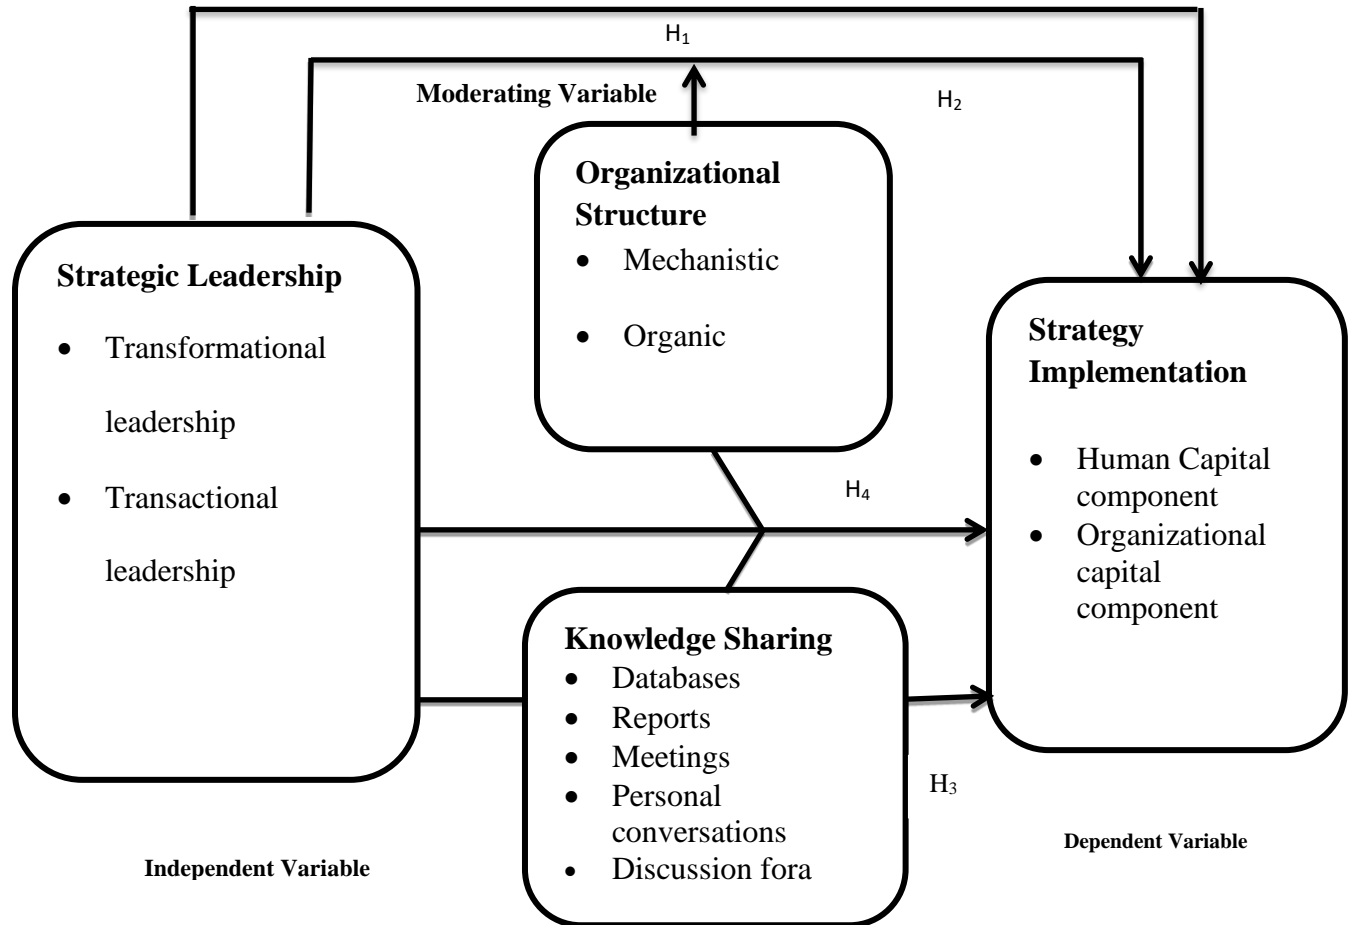 H1
Moderating Variable
H2
Organizational
Structure
• Mechanistic
• Organic
Strategic Leadership
• Transformational
leadership
• Transactional
leadership
Strategy
Implementation
• Human Capital
component
• Organizational
capital
component
H4
Knowledge Sharing
• Databases
• Reports
• Meetings
• Personal
conversations
• Discussion fora
H3
Independent Variable
Dependent Variable